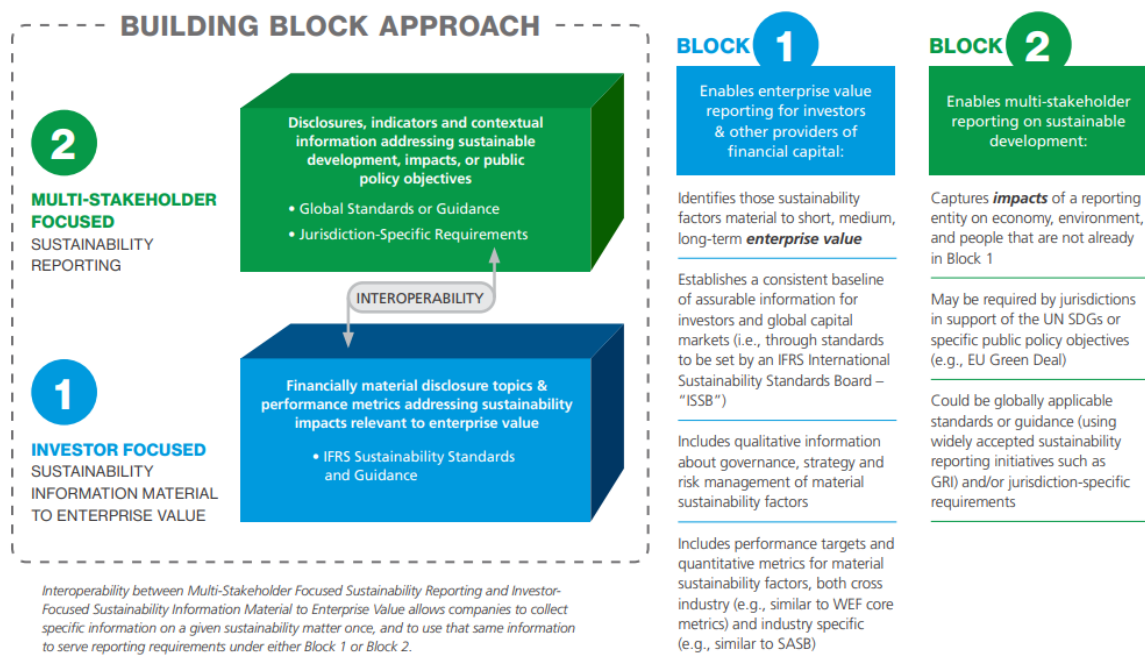 BUILDING BLOCK APPROACH
2
MULTI-STAKEHOLDER
FOCUSED
SUSTAINABILITY
REPORTING
Disclosures, indicators and contextual
information addressing sustainable
development, impacts, or public
policy objectives
• Global Standards or Guidance
• Jurisdiction-Specific Requirements
INTEROPERABILITY
1
INVESTOR FOCUSED
SUSTAINABILITY
INFORMATION MATERIAL
TO ENTERPRISE VALUE
Financially material disclosure topics &
performance metrics addressing sustainability
impacts relevant to enterprise value
• IFRS Sustainability Standards
and Guidance
Interoperability between Multi-Stakeholder Focused Sustainability Reporting and Investor-
Focused Sustainability Information Material to Enterprise Value allows companies to collect
specific information on a given sustainability matter once, and to use that same information
to serve reporting requirements under either Block 1 or Block 2.
BLOCK 1
Enables enterprise value
reporting for investors
& other providers of
financial capital:
Identifies those sustainability
factors material to short, medium,
long-term enterprise value
Establishes a consistent baseline
of assurable information for
investors and global capital
markets (i.e., through standards
to be set by an IFRS International
Sustainability Standards Board –
“ISSB”)
Includes qualitative information
about governance, strategy and
risk management of material
sustainability factors
Includes performance targets and
quantitative metrics for material
sustainability factors, both cross
industry (e.g., similar to WEF core
metrics) and industry specific
(e.g., similar to SASB)
BLOCK 2
Enables multi-stakeholder
reporting on sustainable
development:
Captures impacts of a reporting
entity on economy, environment,
and people that are not already
in Block 1
May be required by jurisdictions
in support of the UN SDGs or
specific public policy objectives
(e.g., EU Green Deal)
Could be globally applicable
standards or guidance (using
widely accepted sustainability
reporting initiatives such as
GRI) and/or jurisdiction-specific
requirements